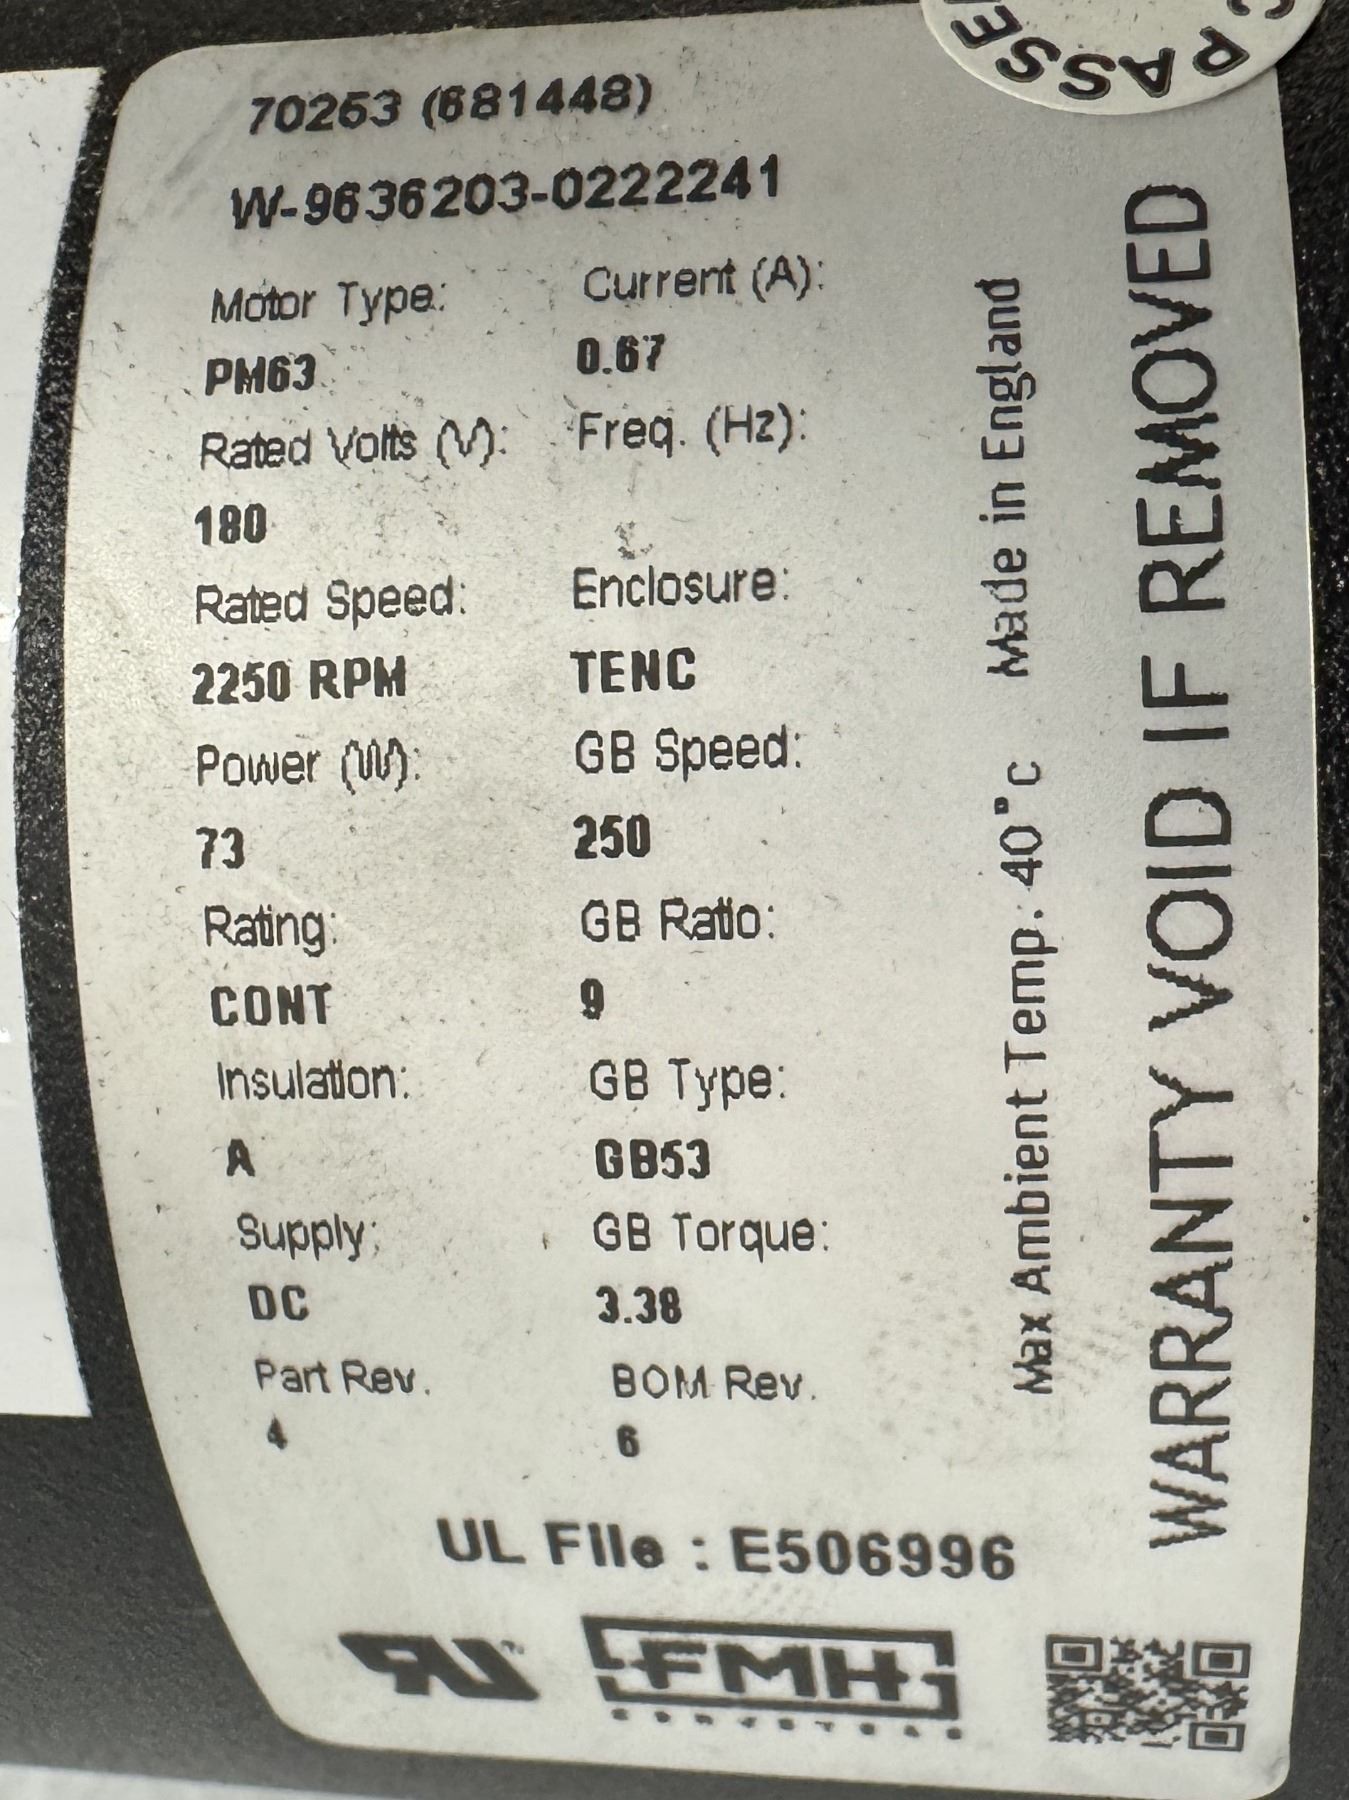 70253 (681448)
W-9636203-0222241
Motor Type: Current (A):
PM63 0.67
Rated Volts (V): Freq. (Hz):
180
Rated Speed: Enclosure:
2250 RPM TENC
Power (W): GB Speed:
73 250
Rating: GB Ratio:
CONT 9
Insulation: GB Type:
A GB53
Supply: GB Torque:
DC 3.38
Part Rev. BOM Rev.
4 6
UL File : E506996
FMH
CONVEYORS
Max Ambient Temp. 40°c Made in England
WARRANTY VOID IF REMOVED